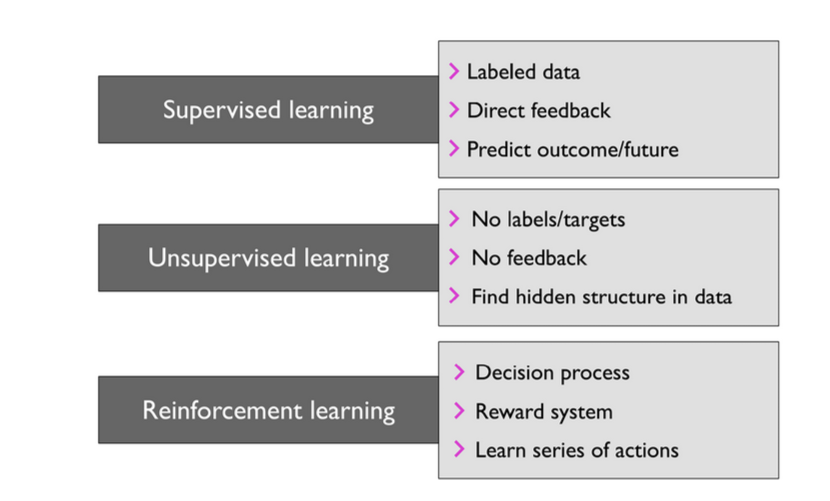 Supervised learning
Labeled data
Direct feedback
Predict outcome/future
Unsupervised learning
No labels/targets
No feedback
Find hidden structure in data
Reinforcement learning
Decision process
Reward system
Learn series of actions